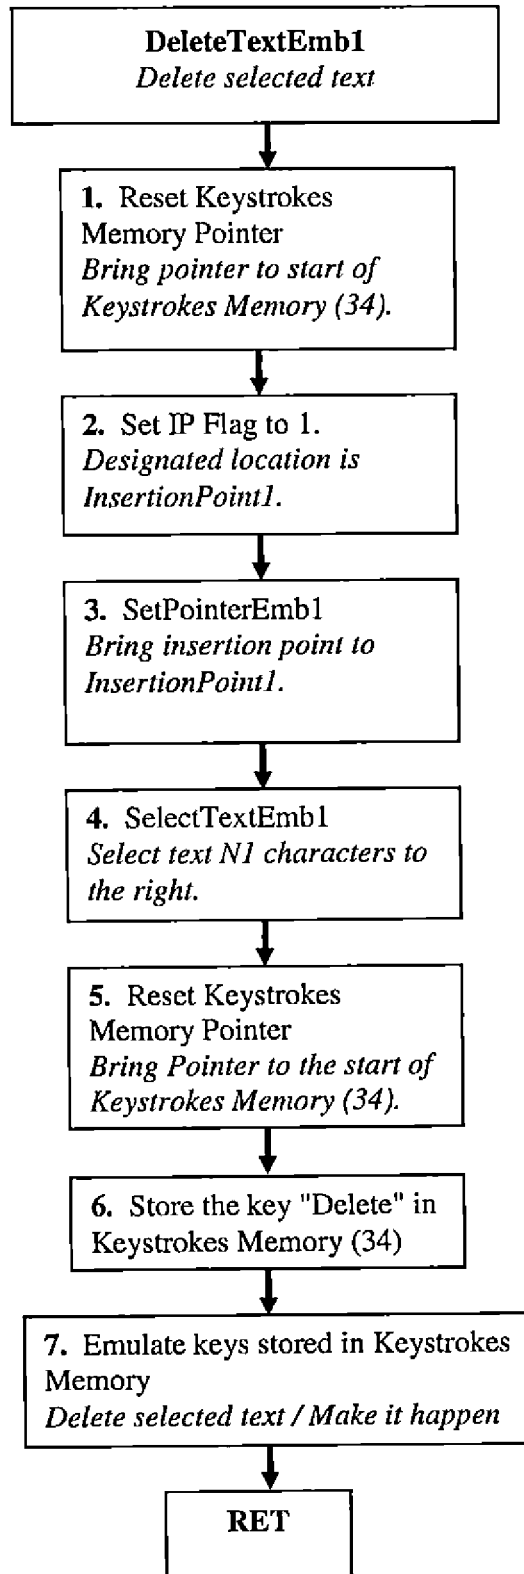 DeleteTextEmb1
Delete selected text
1. Reset Keystrokes
Memory Pointer
Bring pointer to start of
Keystrokes Memory (34).
2. Set IP Flag to 1.
Designated location is
InsertionPoint1.
3. SetPointerEmb1
Bring insertion point to
InsertionPoint1.
4. SelectTextEmb1
Select text N1 characters to
the right.
5. Reset Keystrokes
Memory Pointer
Bring Pointer to the start of
Keystrokes Memory (34).
6. Store the key "Delete" in
Keystrokes Memory (34)
7. Emulate keys stored in Keystrokes
Memory
Delete selected text / Make it happen
RET